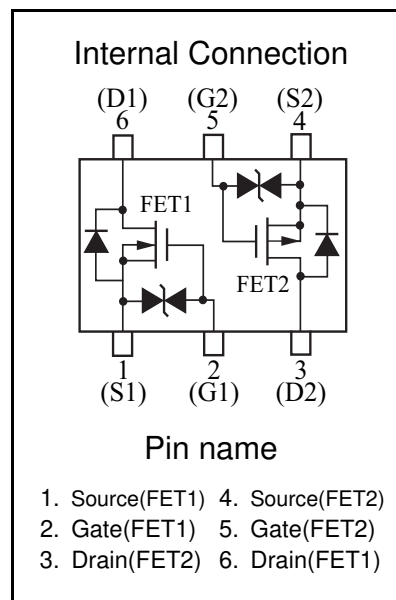 Internal Connection
(D1) (G2) (S2)
6 5 4
FET1
FET2
1 2 3
(S1) (G1) (D2)
Pin name
1. Source(FET1) 4. Source(FET2)
2. Gate(FET1) 5. Gate(FET2)
3. Drain(FET2) 6. Drain(FET1)